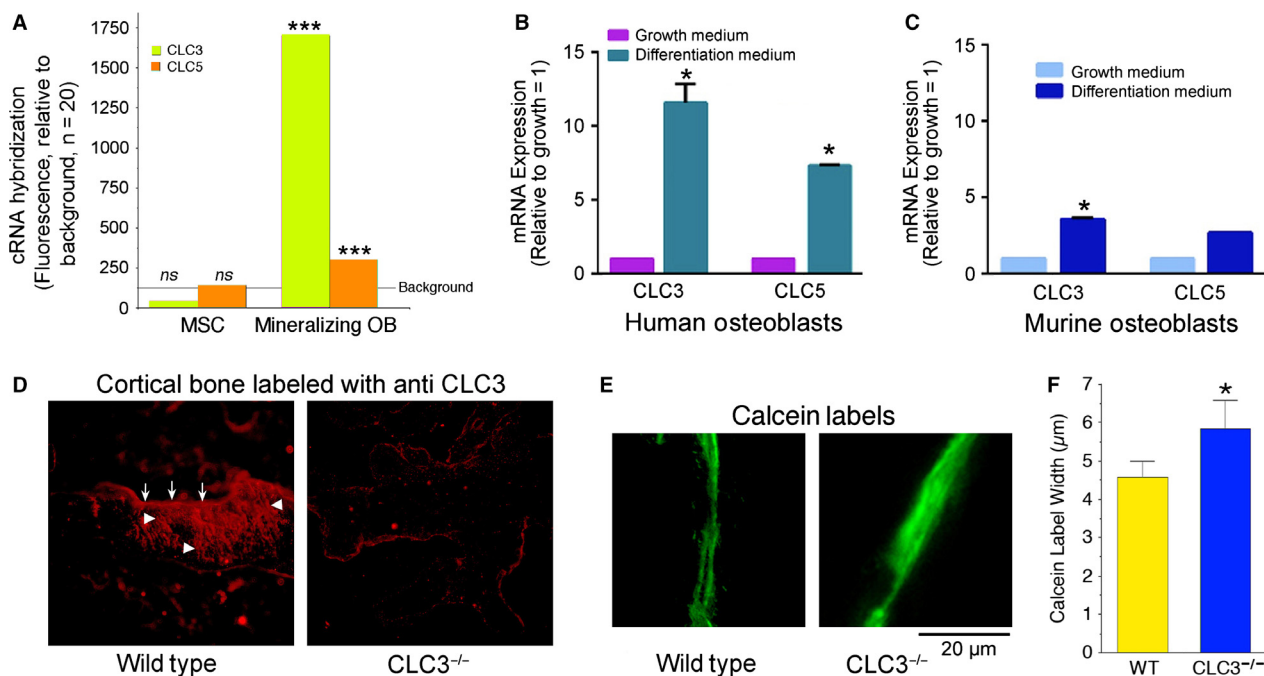 A
cRNA hybridization
(Fluorescence, relative to
background, n = 20)
1750
1500
1250
1000
750
500
250
0
CLC3
CLC5
***
***
ns
ns
Background
MSC
Mineralizing OB
B
mRNA Expression
(Relative to growth = 1)
15
10
5
0
Growth medium
Differentiation medium
*
*
CLC3
CLC5
Human osteoblasts
C
mRNA Expression
(Relative to growth = 1)
15
10
5
0
Growth medium
Differentiation medium
*
CLC3
CLC5
Murine osteoblasts
D
Cortical bone labeled with anti CLC3
Wild type
CLC3⁻/⁻
E
Calcein labels
Wild type
CLC3⁻/⁻
20 µm
F
Calcein Label Width (µm)
7
6
5
4
3
2
1
0
*
WT
CLC3⁻/⁻